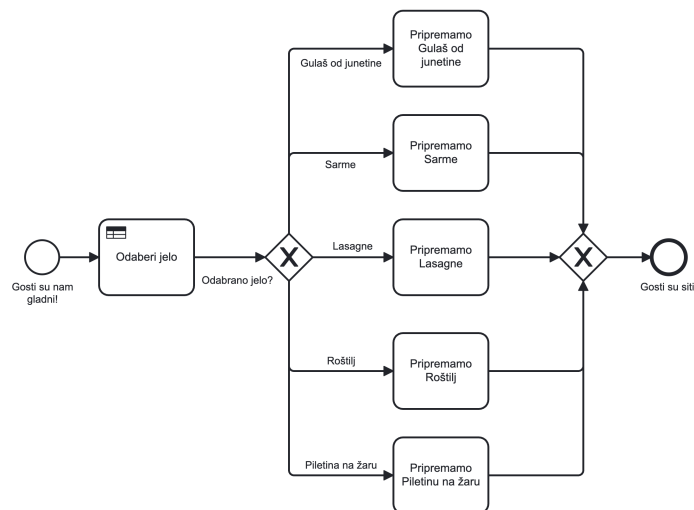 Pripremamo
Gulaš od
junetine
Gulaš od junetine
Pripremamo
Sarme
Sarme
Odaberi jelo
Lasagne
Pripremamo
Lasagne
Gosti su nam
gladni!
Odabrano jelo?
Gosti su siti
Roštilj
Pripremamo
Roštilj
Piletina na žaru
Pripremamo
Piletinu na žaru